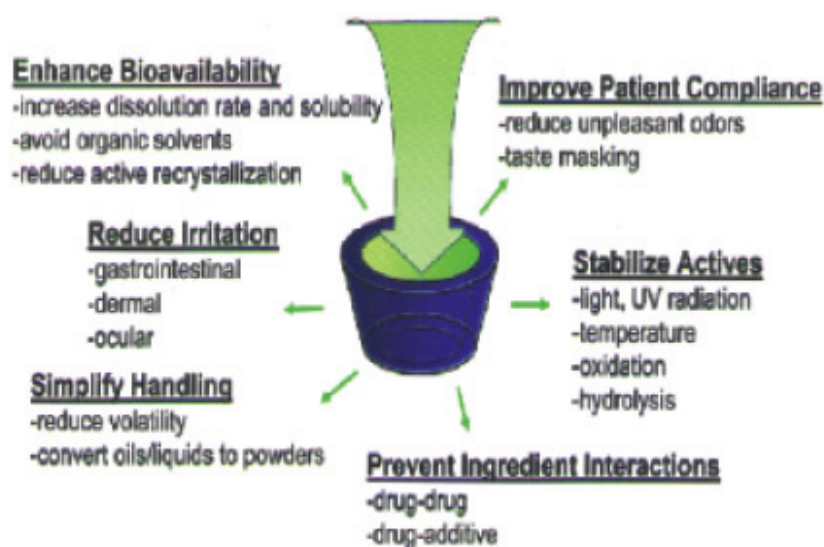 Enhance Bioavailability
-increase dissolution rate and solubility
-avoid organic solvents
-reduce active recrystallization
Improve Patient Compliance
-reduce unpleasant odors
-taste masking
Reduce Irritation
-gastrointestinal
-dermal
-ocular
Stabilize Actives
-light, UV radiation
-temperature
-oxidation
-hydrolysis
Simplify Handling
-reduce volatility
-convert oils/liquids to powders
Prevent Ingredient Interactions
-drug-drug
-drug-additive